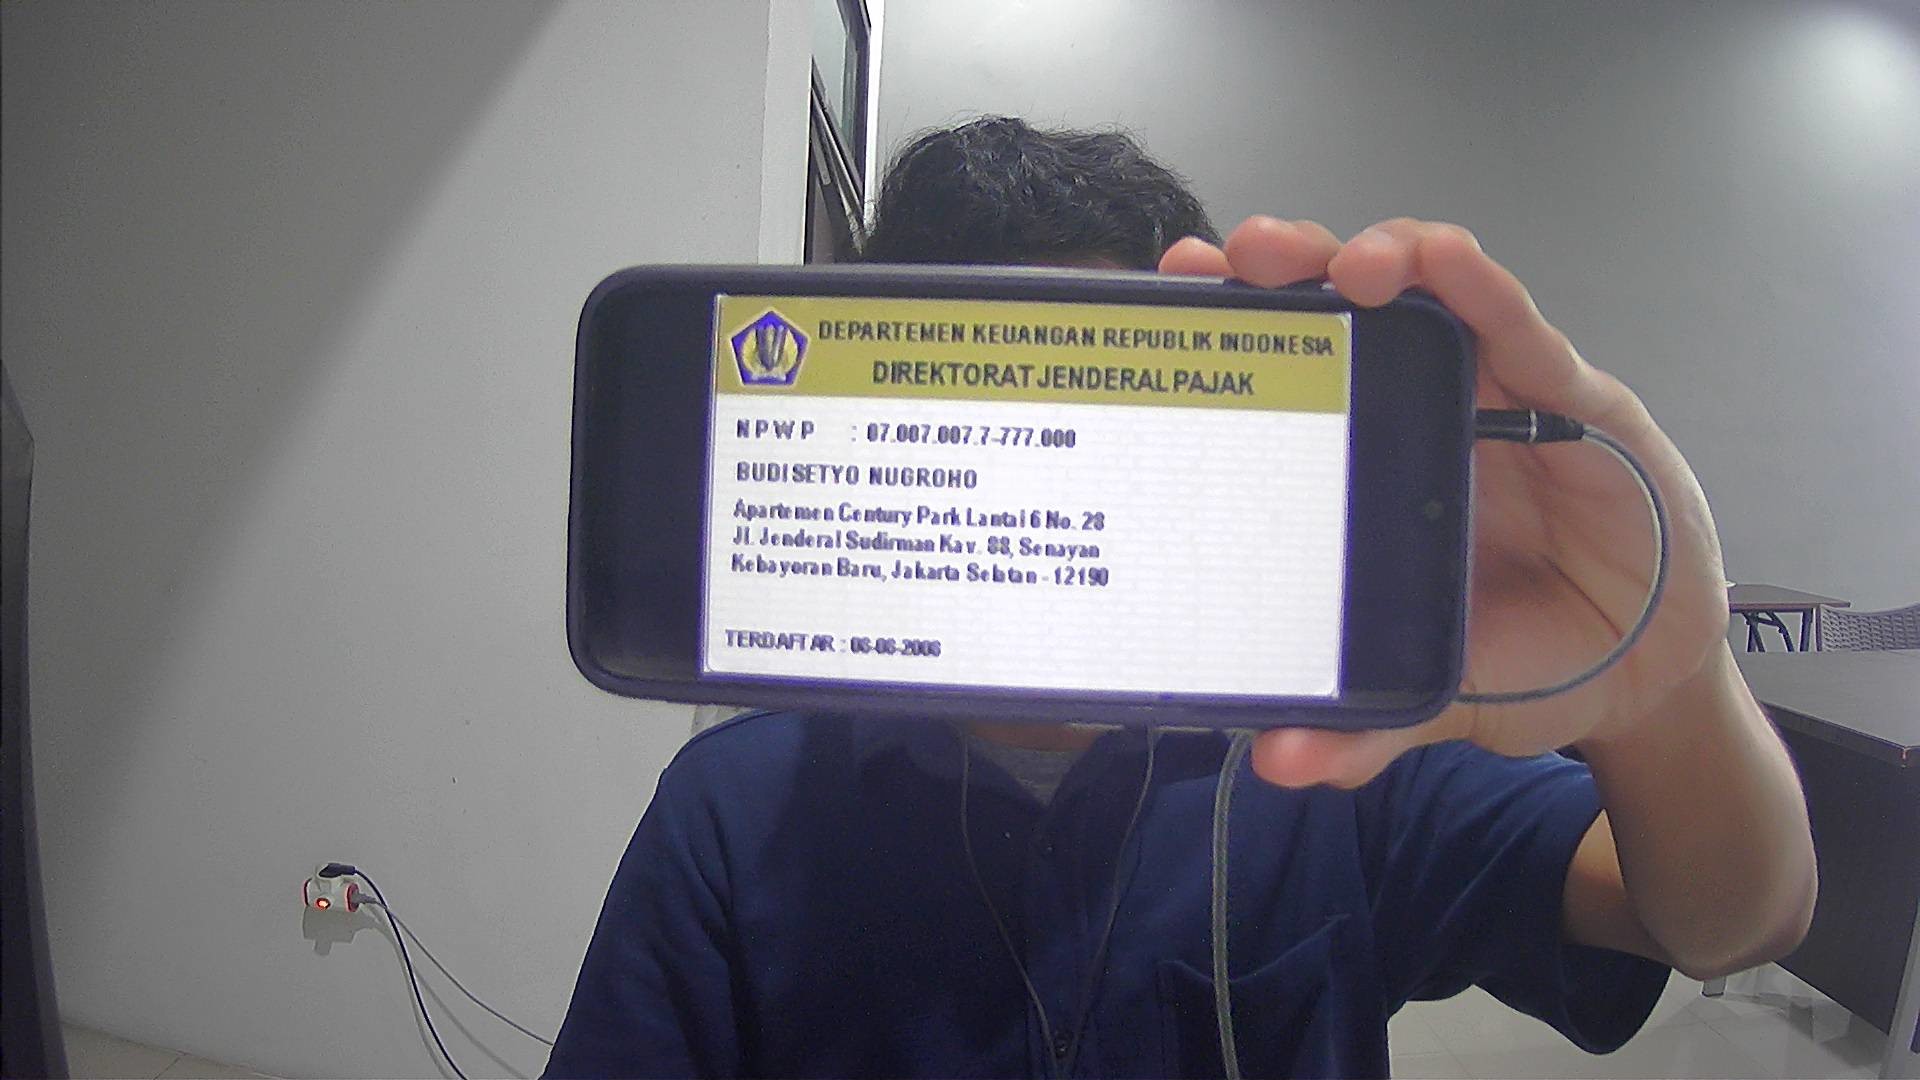 DEPARTEMEN KEUANGAN REPUBLIK INDONESIA
DIREKTORAT JENDERAL PAJAK
NPWP : 07.007.007.7-777.000
BUDI SETYO NUGROHO
Apartemen Century Park Lantai 6 No. 28
Jl. Jenderal Sudirman Kav. 88, Senayan
Kebayoran Baru, Jakarta Selatan - 12190
TERDAFTAR : 06-06-2006